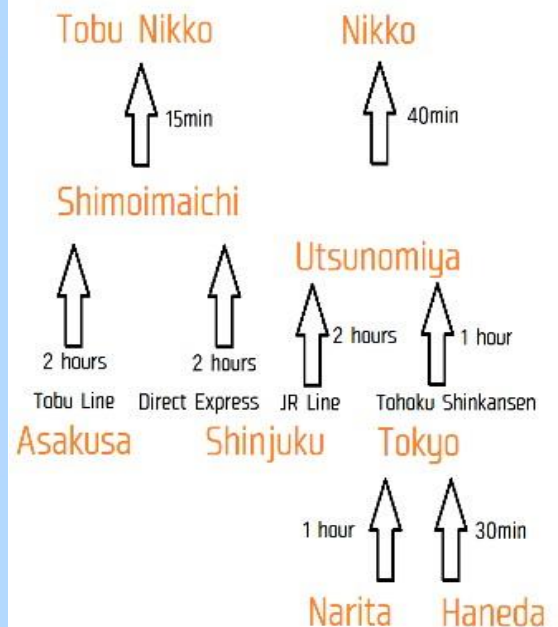 Tobu Nikko
Nikko
15min
40min
Shimoimaichi
Utsunomiya
2 hours
2 hours
2 hours
1 hour
Tobu Line
Direct Express
JR Line
Tohoku Shinkansen
Asakusa
Shinjuku
Tokyo
1 hour
30min
Narita
Haneda